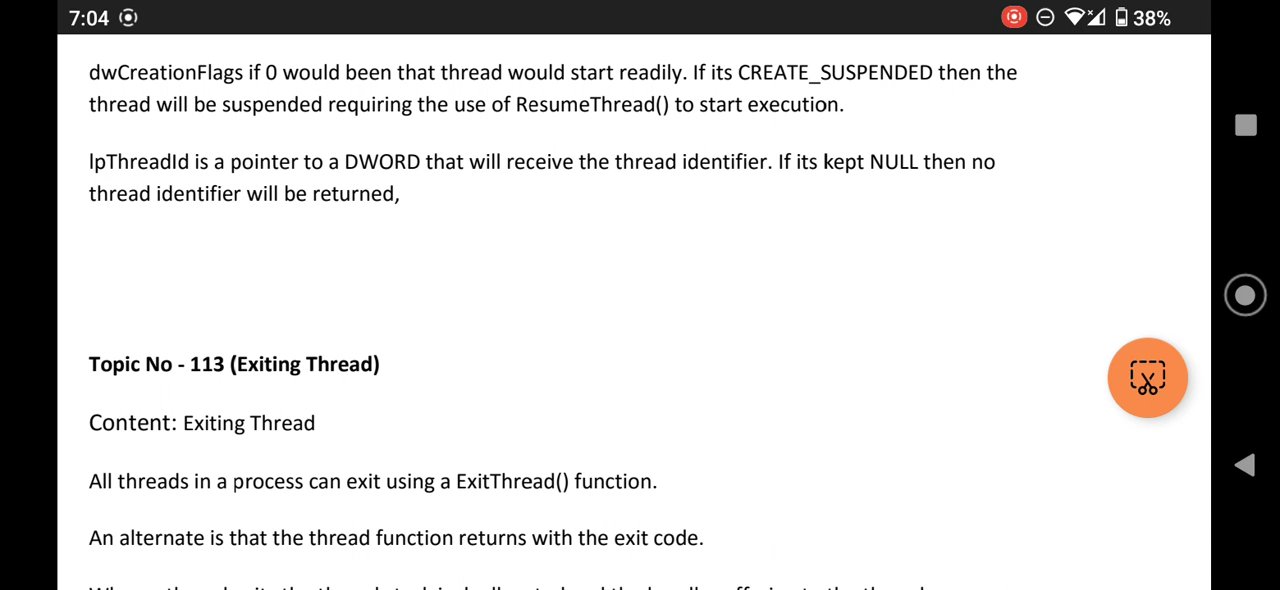 7:04
38%
dwCreationFlags if 0 would been that thread would start readily. If its CREATE_SUSPENDED then the
thread will be suspended requiring the use of ResumeThread() to start execution.
lpThreadId is a pointer to a DWORD that will receive the thread identifier. If its kept NULL then no
thread identifier will be returned,
Topic No - 113 (Exiting Thread)
Content: Exiting Thread
All threads in a process can exit using a ExitThread() function.
An alternate is that the thread function returns with the exit code.